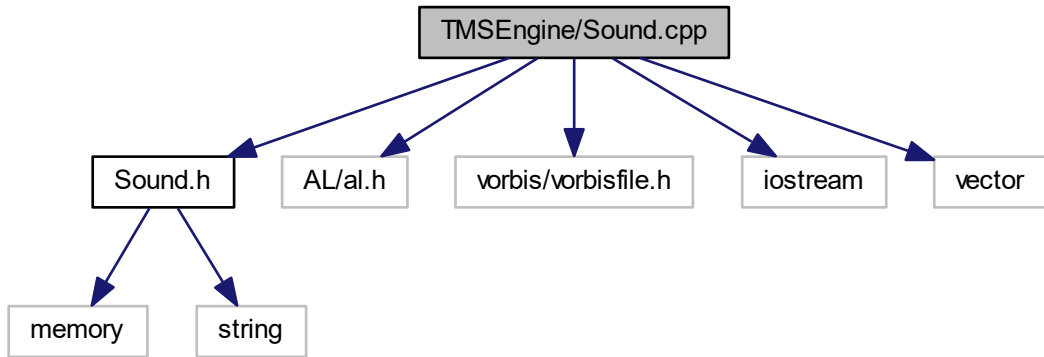 TMSEngine/Sound.cpp
Sound.h
AL/al.h
vorbis/vorbisfile.h
iostream
vector
memory
string